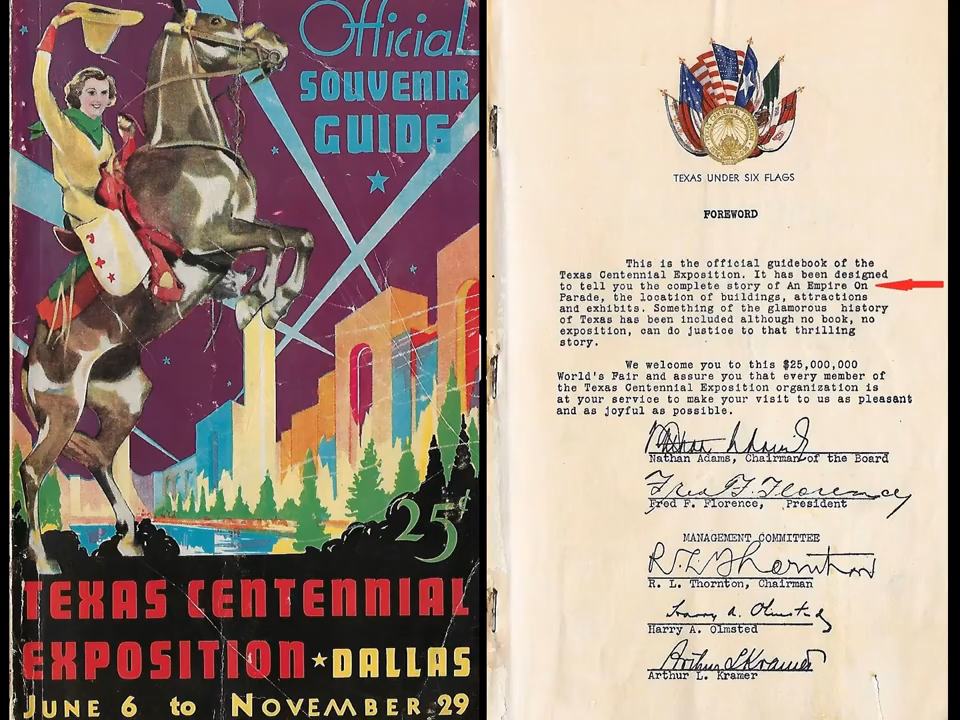 Official
SOUVENIR
GUIDE
25¢
TEXAS CENTENNIAL
EXPOSITION ★ DALLAS
JUNE 6 to NOVEMBER 29
TEXAS UNDER SIX FLAGS
FOREWORD
This is the official guidebook of the
Texas Centennial Exposition. It has been designed
to tell you the complete story of An Empire On
Parade, the location of buildings, attractions
and exhibits. Something of the glamorous history
of Texas has been included although no book, no
exposition, can do justice to that thrilling
story.
We welcome you to this $25,000,000
World's Fair and assure you that every member of
the Texas Centennial Exposition organization is
at your service to make your visit to us as pleasant
and as joyful as possible.
Nathan Adams
Nathan Adams, Chairman of the Board
Fred F. Florence
Fred F. Florence, President
MANAGEMENT COMMITTEE
R. L. Thornton
R. L. Thornton, Chairman
Harry A. Olmsted
Harry A. Olmsted
Arthur L Kramer
Arthur L. Kramer